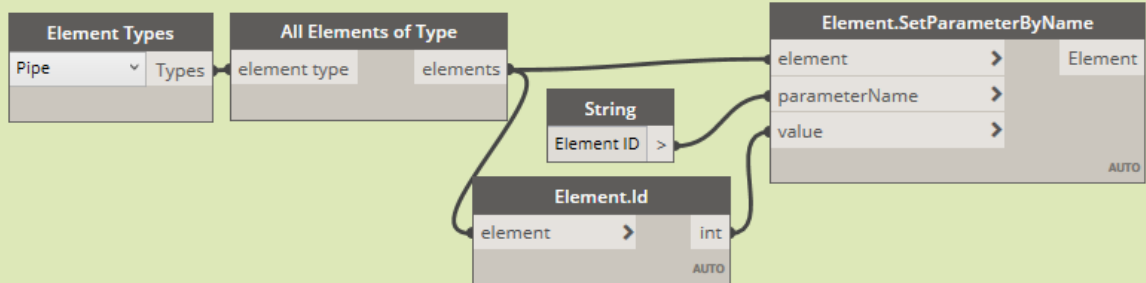 Element Types
Pipe
Types
All Elements of Type
element type
elements
String
Element ID
>
Element.Id
element
int
AUTO
Element.SetParameterByName
element
Element
parameterName
value
AUTO